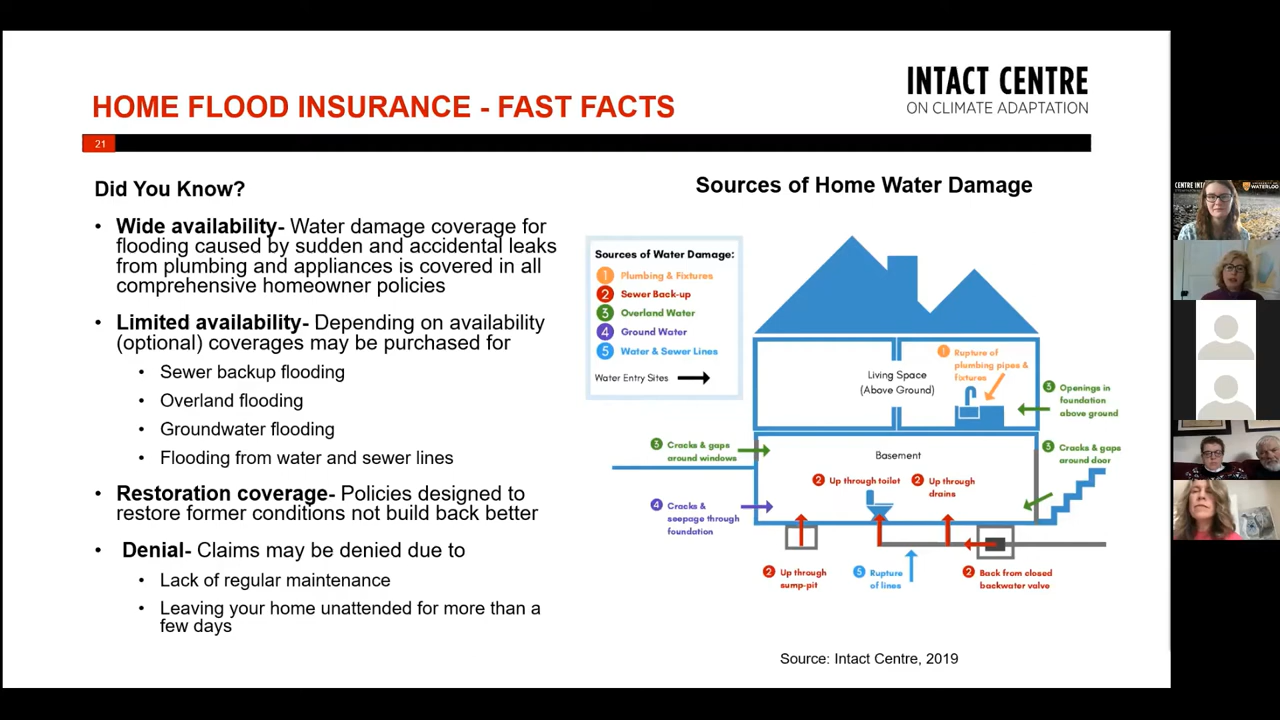 INTACT CENTRE
ON CLIMATE ADAPTATION
HOME FLOOD INSURANCE - FAST FACTS
21
Did You Know?
• Wide availability- Water damage coverage for
flooding caused by sudden and accidental leaks
from plumbing and appliances is covered in all
comprehensive homeowner policies
• Limited availability- Depending on availability
(optional) coverages may be purchased for
• Sewer backup flooding
• Overland flooding
• Groundwater flooding
• Flooding from water and sewer lines
• Restoration coverage- Policies designed to
restore former conditions not build back better
• Denial- Claims may be denied due to
• Lack of regular maintenance
• Leaving your home unattended for more than a
few days
Sources of Home Water Damage
Sources of Water Damage:
1 Plumbing & Fixtures
2 Sewer Back-up
3 Overland Water
4 Ground Water
5 Water & Sewer Lines
Water Entry Sites
Living Space
(Above Ground)
1 Rupture of
plumbing pipes &
fixtures
3 Openings in
foundation
above ground
3 Cracks & gaps
around windows
Basement
3 Cracks & gaps
around door
2 Up through toilet
2 Up through
drains
4 Cracks &
seepage through
foundation
2 Up through
sump-pit
5 Rupture
of lines
2 Back from closed
backwater valve
Source: Intact Centre, 2019
CENTRE INT
WATERLOO